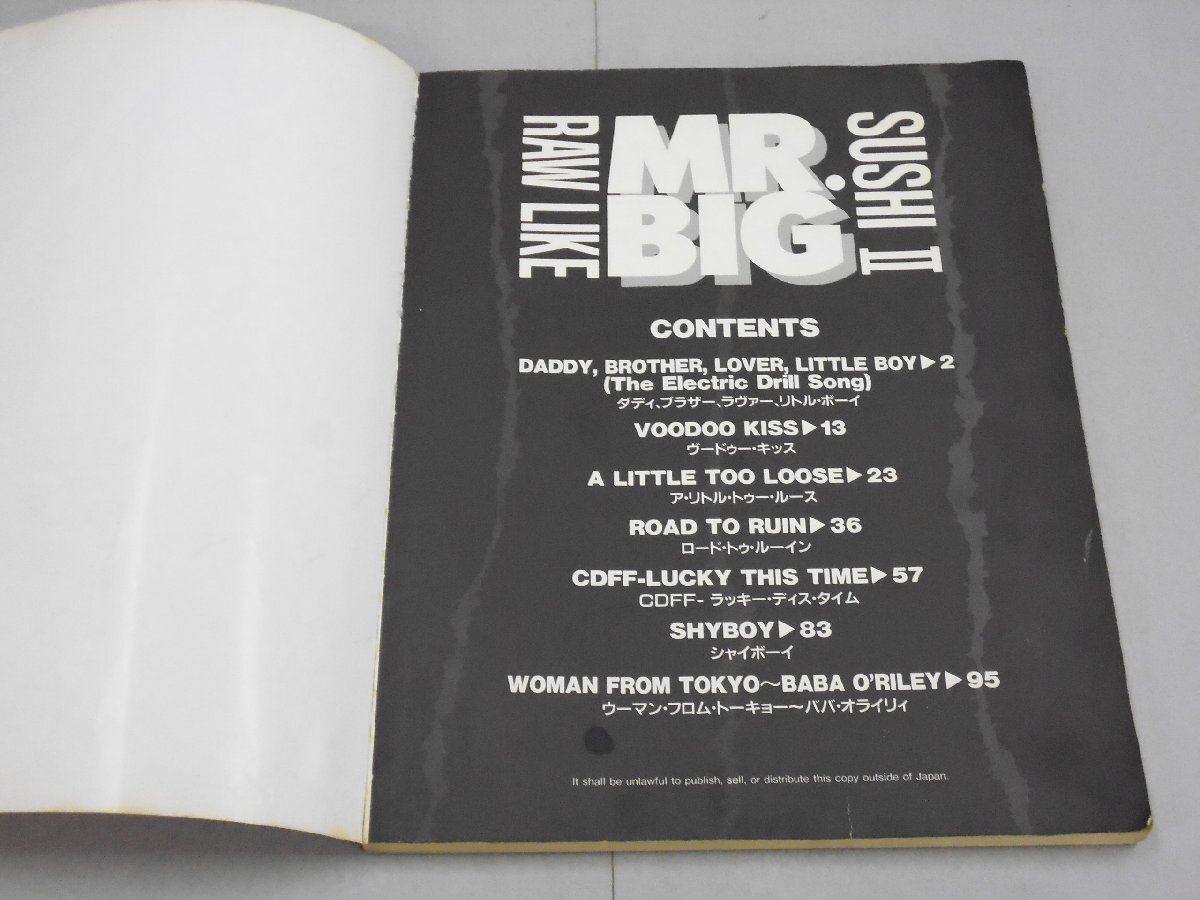 RAW LIKE
MR.
BIG
SUSHI II
CONTENTS
DADDY, BROTHER, LOVER, LITTLE BOY▶2
(The Electric Drill Song)
ダディ、ブラザー、ラヴァー、リトル・ボーイ
VOODOO KISS▶13
ヴードゥー・キッス
A LITTLE TOO LOOSE▶23
ア・リトル・トゥー・ルース
ROAD TO RUIN▶36
ロード・トゥ・ルーイン
CDFF-LUCKY THIS TIME▶57
CDFF- ラッキー・ディス・タイム
SHYBOY▶83
シャイボーイ
WOMAN FROM TOKYO〜BABA O'RILEY▶95
ウーマン・フロム・トーキョー〜ババ・オライリィ
It shall be unlawful to publish, sell, or distribute this copy outside of Japan.